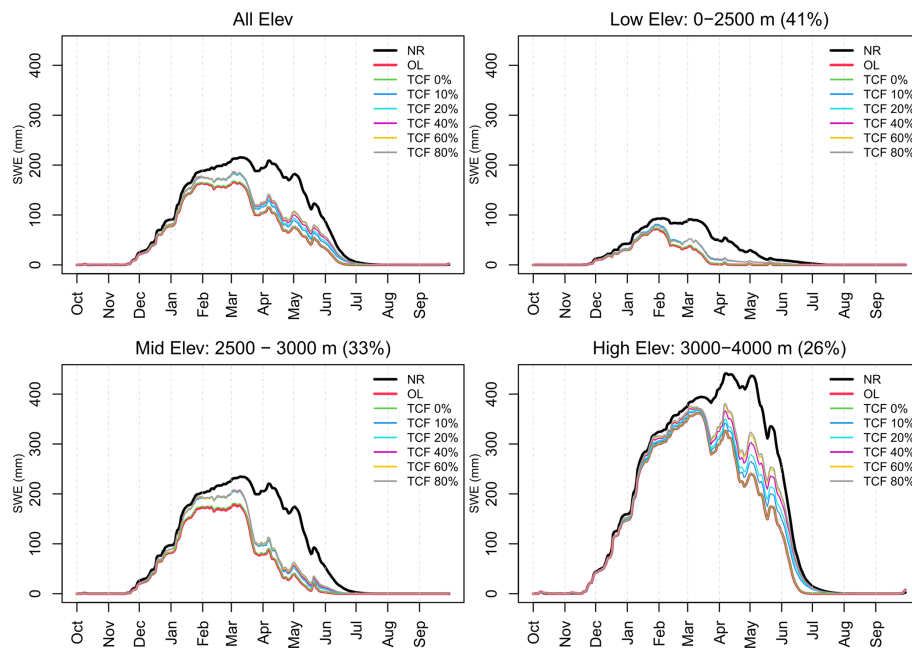 All Elev
SWE (mm)
400
300
200
100
0
NR
OL
TCF 0%
TCF 10%
TCF 20%
TCF 40%
TCF 60%
TCF 80%
Oct Nov Dec Jan Feb Mar Apr May Jun Jul Aug Sep
Low Elev: 0−2500 m (41%)
SWE (mm)
400
300
200
100
0
NR
OL
TCF 0%
TCF 10%
TCF 20%
TCF 40%
TCF 60%
TCF 80%
Oct Nov Dec Jan Feb Mar Apr May Jun Jul Aug Sep
Mid Elev: 2500 − 3000 m (33%)
SWE (mm)
400
300
200
100
0
NR
OL
TCF 0%
TCF 10%
TCF 20%
TCF 40%
TCF 60%
TCF 80%
Oct Nov Dec Jan Feb Mar Apr May Jun Jul Aug Sep
High Elev: 3000−4000 m (26%)
SWE (mm)
400
300
200
100
0
NR
OL
TCF 0%
TCF 10%
TCF 20%
TCF 40%
TCF 60%
TCF 80%
Oct Nov Dec Jan Feb Mar Apr May Jun Jul Aug Sep